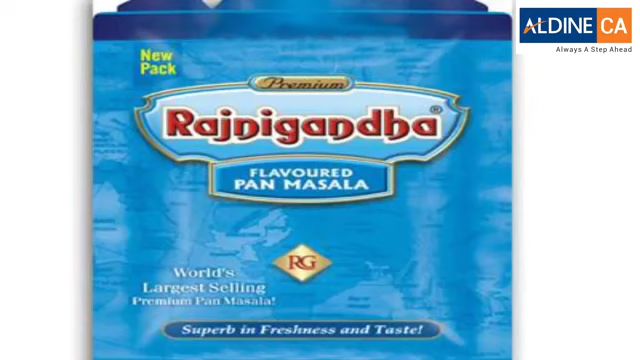 ALDINE CA
Always A Step Ahead
New
Pack
Premium
Rajnigandha®
FLAVOURED
PAN MASALA
RG
World's
Largest Selling
Premium Pan Masala!
Superb in Freshness and Taste!